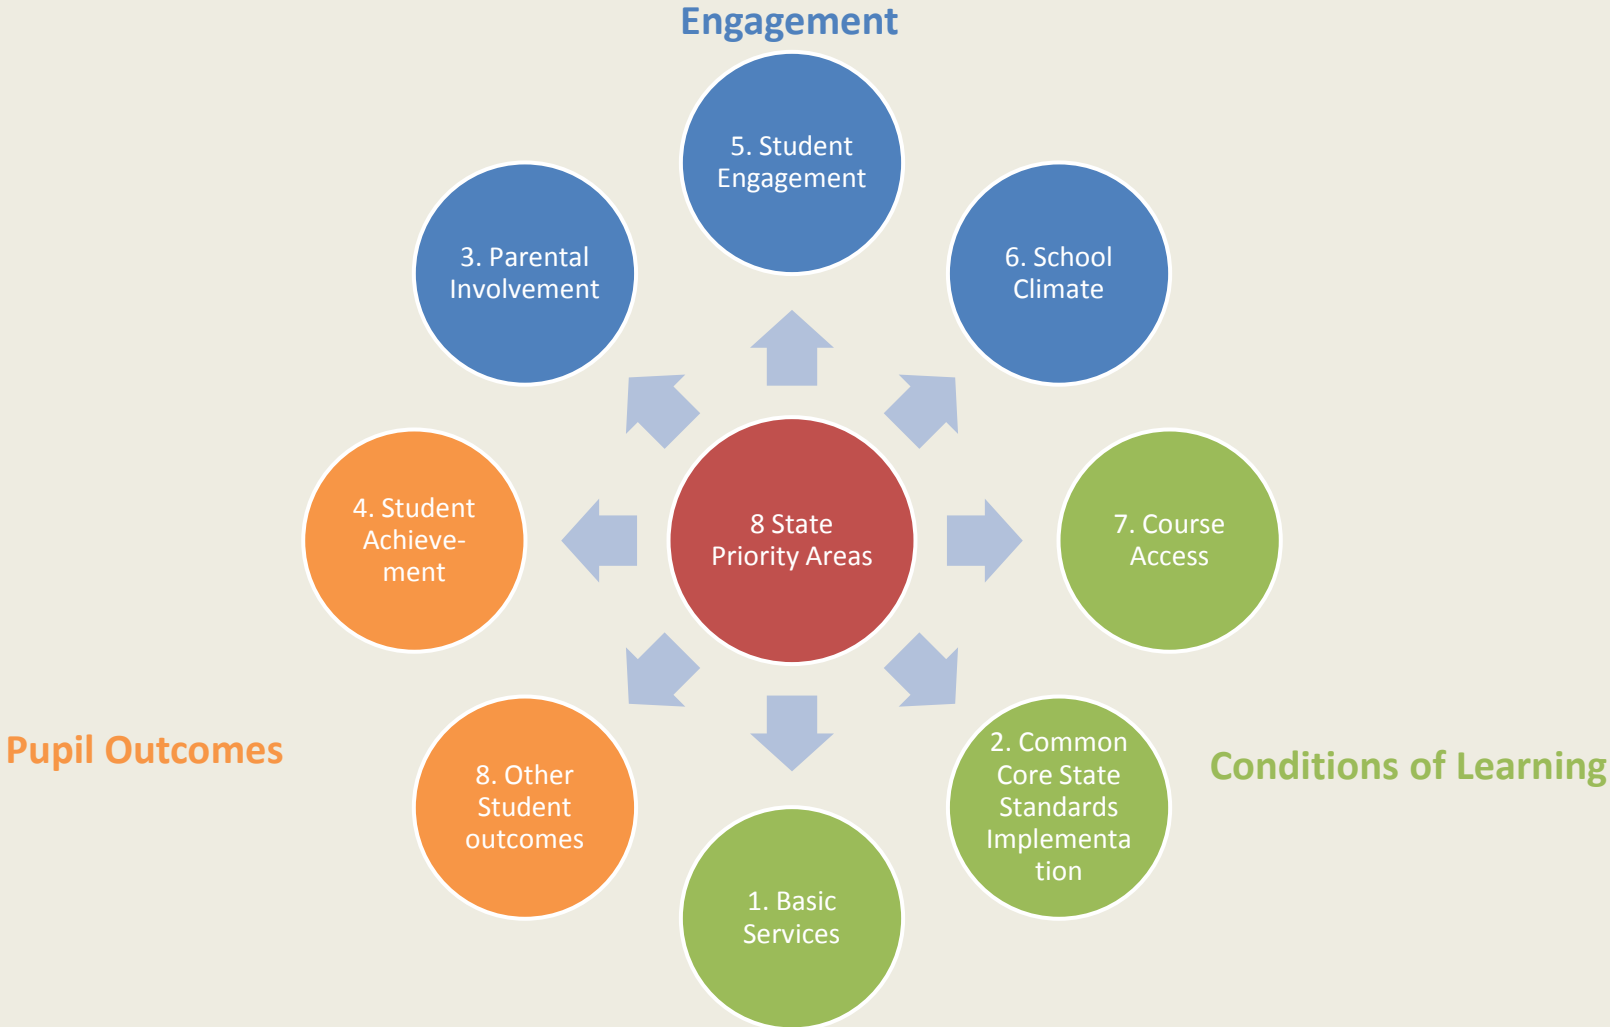 Engagement
5. Student
Engagement
3. Parental
Involvement
6. School
Climate
4. Student
Achieve-
ment
8 State
Priority Areas
7. Course
Access
Pupil Outcomes
8. Other
Student
outcomes
2. Common
Core State
Standards
Implementa
tion
Conditions of Learning
1. Basic
Services